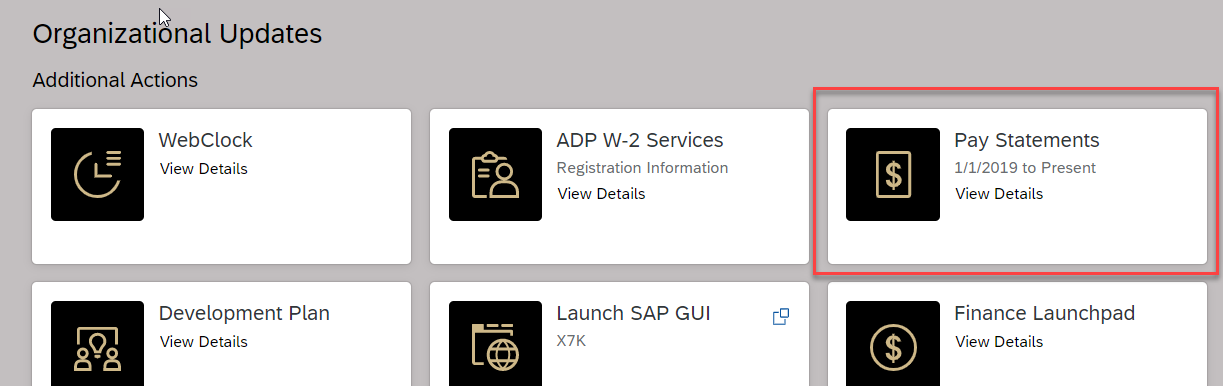 Organizational Updates
Additional Actions
WebClock
View Details
ADP W-2 Services
Registration Information
View Details
Pay Statements
1/1/2019 to Present
View Details
Development Plan
View Details
Launch SAP GUI
X7K
Finance Launchpad
View Details